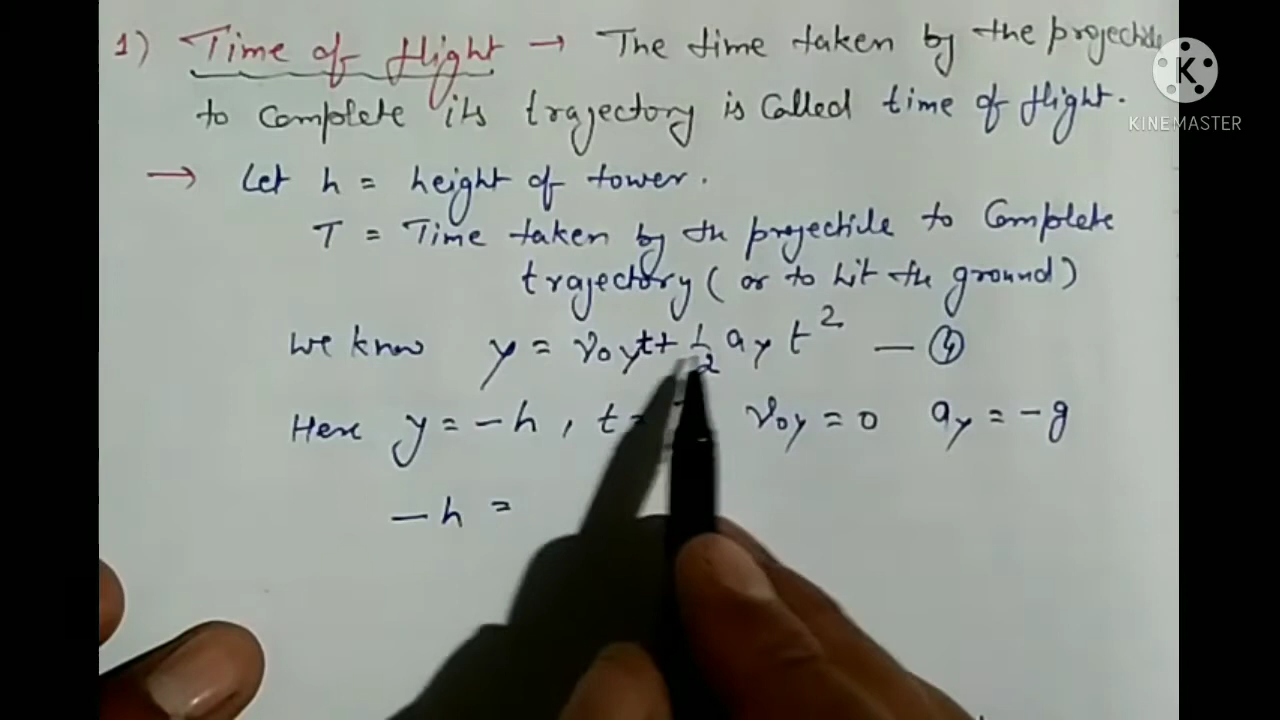 1) Time of flight → The time taken by the projectile
to complete its trajectory is called time of flight.
→ Let h = height of tower.
T = Time taken by the projectile to complete
trajectory (or to hit the ground)
We know y = v₀yt + 1/2 ayt² — ④
Here y = -h, t = v₀y = 0 ay = -g
-h =
K
KINEMASTER